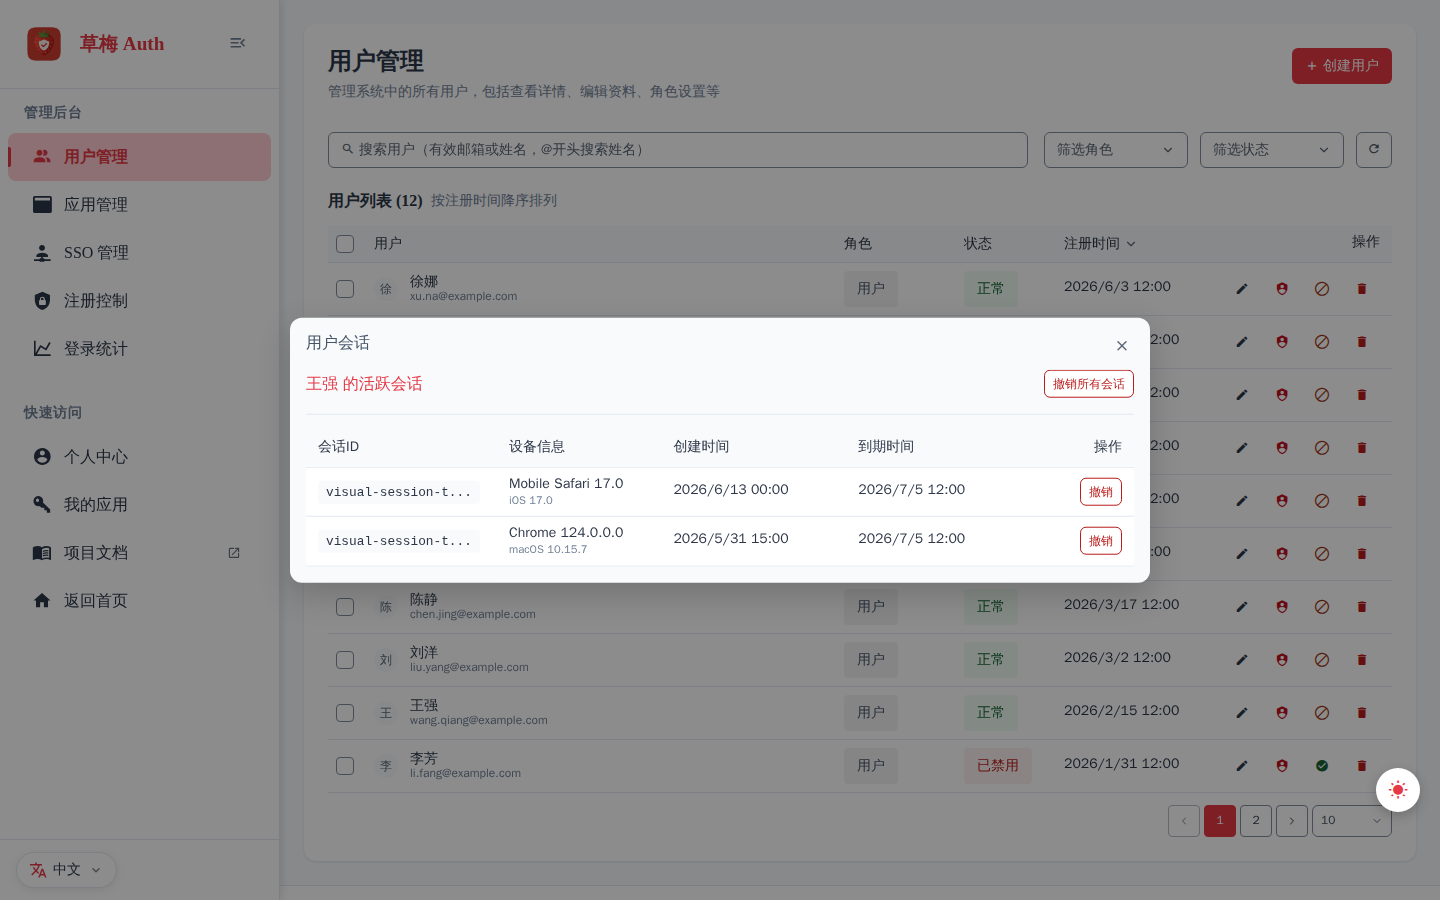 草梅 Auth
管理后台
用户管理
应用管理
SSO 管理
注册控制
登录统计
快速访问
个人中心
我的应用
项目文档
返回首页
中文
用户管理
管理系统中的所有用户，包括查看详情、编辑资料、角色设置等
+ 创建用户
搜索用户（有效邮箱或姓名，@开头搜索姓名）
筛选角色
筛选状态
用户列表 (12) 按注册时间降序排列
用户 角色 状态 注册时间 操作
徐 徐娜 用户 正常 2026/6/3 12:00
xu.na@example.com
2:00
2:00
2:00
2:00
:00
用户会话
王强 的活跃会话 撤销所有会话
会话ID 设备信息 创建时间 到期时间 操作
visual-session-t... Mobile Safari 17.0 2026/6/13 00:00 2026/7/5 12:00 撤销
iOS 17.0
visual-session-t... Chrome 124.0.0.0 2026/5/31 15:00 2026/7/5 12:00 撤销
macOS 10.15.7
陈 陈静 用户 正常 2026/3/17 12:00
chen.jing@example.com
刘 刘洋 用户 正常 2026/3/2 12:00
liu.yang@example.com
王 王强 用户 正常 2026/2/15 12:00
wang.qiang@example.com
李 李芳 用户 已禁用 2026/1/31 12:00
li.fang@example.com
1 2 10